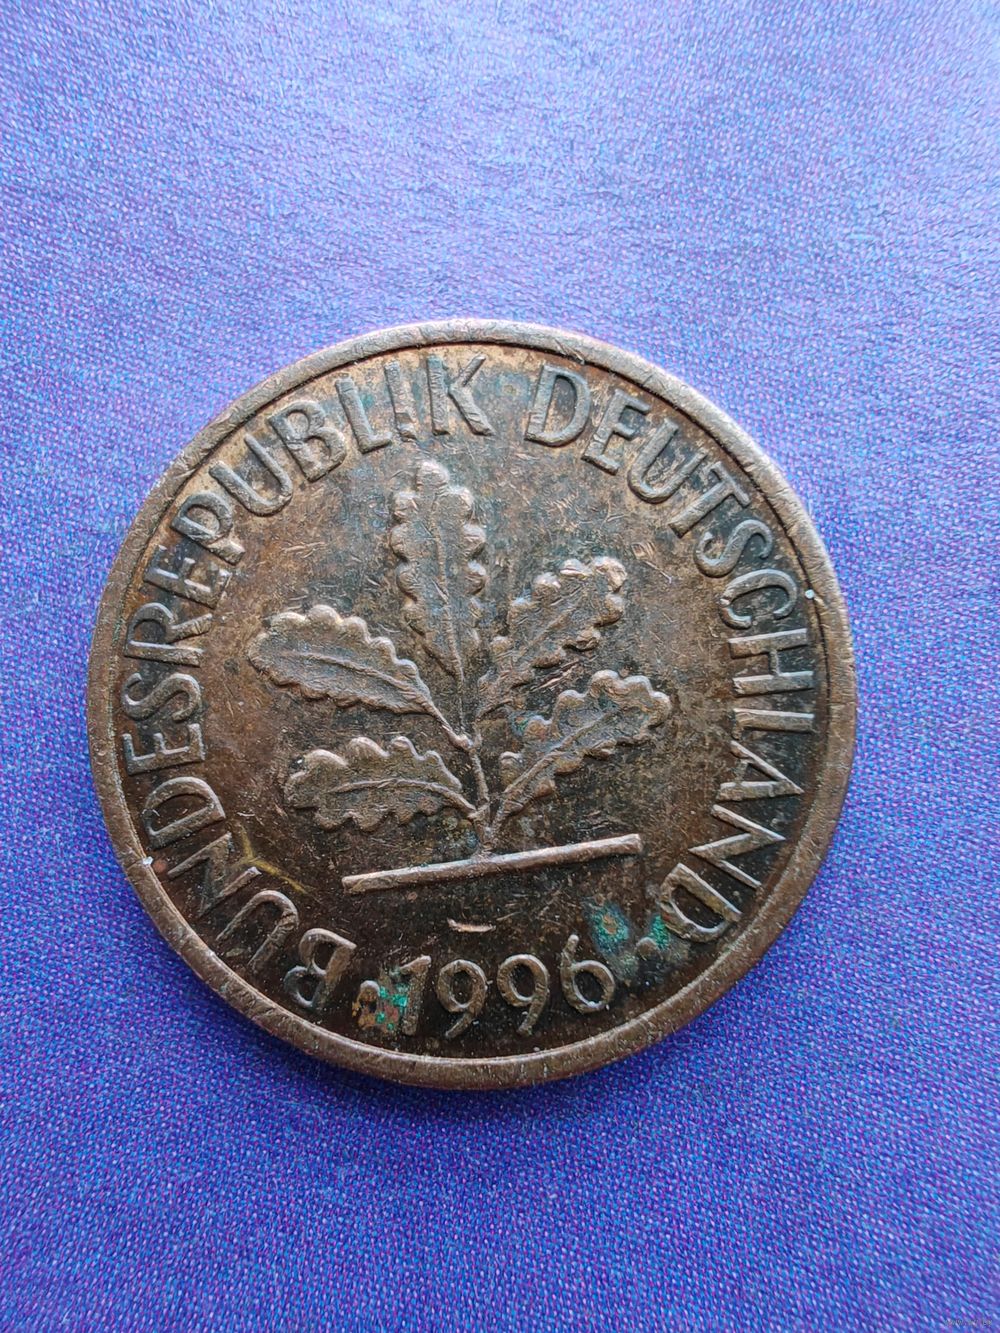 BUNDESREPUBLIK DEUTSCHLAND
· 1996 ·